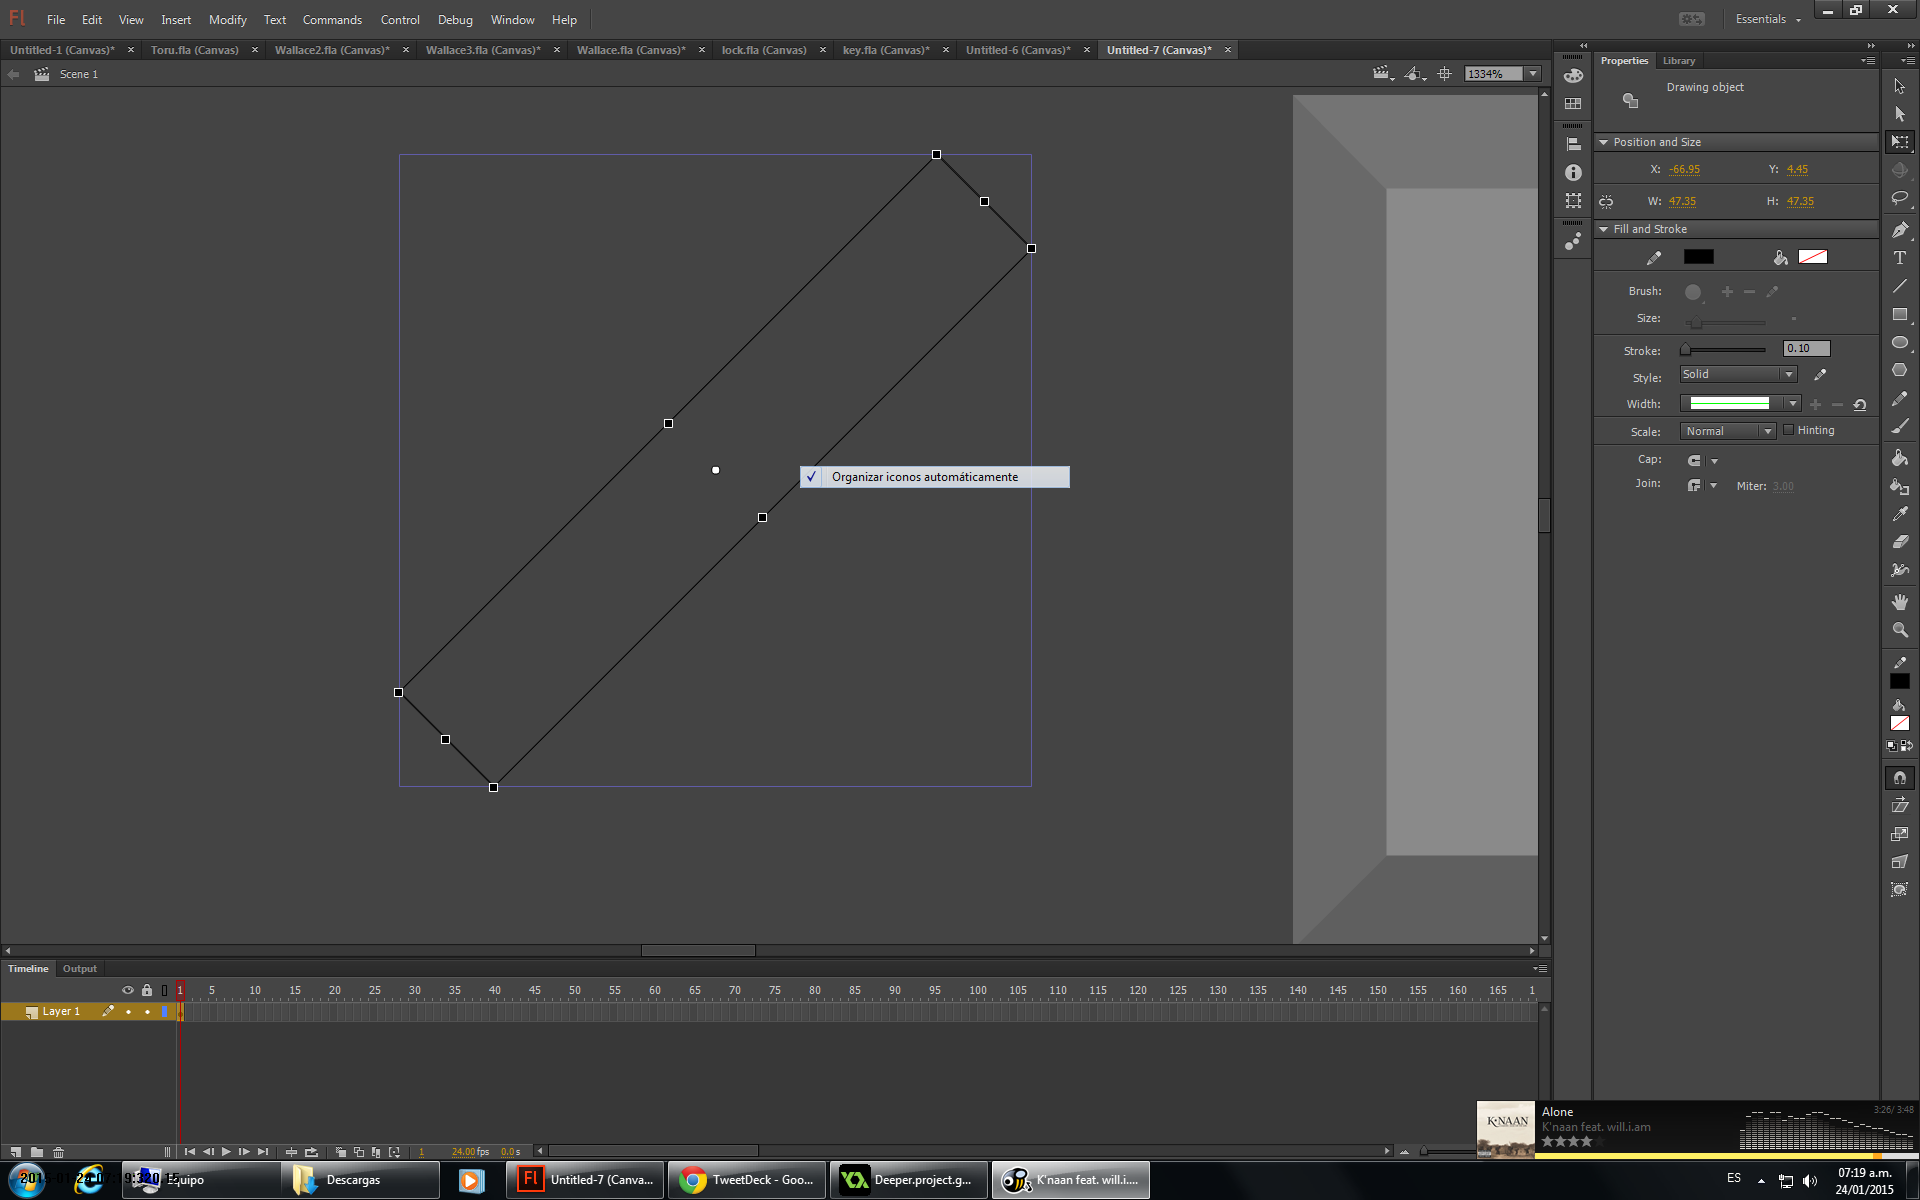 Fl File Edit View Insert Modify Text Commands Control Debug Window Help Essentials
Untitled-1 (Canvas)* Toru.fla (Canvas) Wallace2.fla (Canvas)* Wallace3.fla (Canvas)* Wallace.fla (Canvas)* lock.fla (Canvas) key.fla (Canvas)* Untitled-6 (Canvas)* Untitled-7 (Canvas)*
Scene 1 1334%
Properties Library
Drawing object
Position and Size
X: -66.95 Y: 4.45
W: 47.35 H: 47.35
Fill and Stroke
Brush:
Size:
Stroke: 0.10
Style: Solid
Width:
Scale: Normal Hinting
Cap:
Join: Miter: 3.00
Organizar iconos automáticamente
Timeline Output
1 5 10 15 20 25 30 35 40 45 50 55 60 65 70 75 80 85 90 95 100 105 110 115 120 125 130 135 140 145 150 155 160 165 1
Layer 1
1 24.00 fps 0.0 s
K'NAAN
Alone 3:26/ 3:48
K'naan feat. will.i.am
Equipo Descargas Untitled-7 (Canva... TweetDeck - Goo... Deeper.project.g... K'naan feat. will.i....
ES 07:19 a.m.
24/01/2015